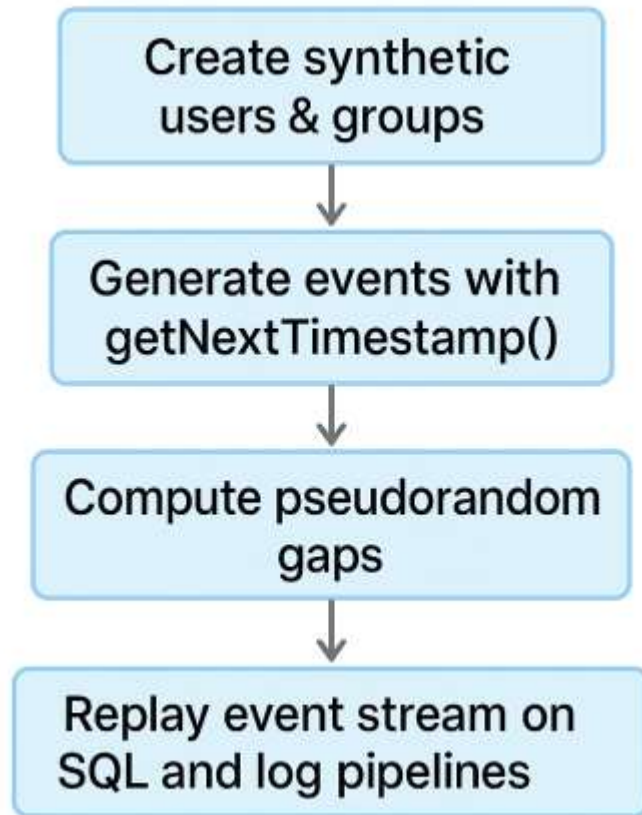 Create synthetic
users & groups
Generate events with
getNextTimestamp()
Compute pseudorandom
gaps
Replay event stream on
SQL and log pipelines